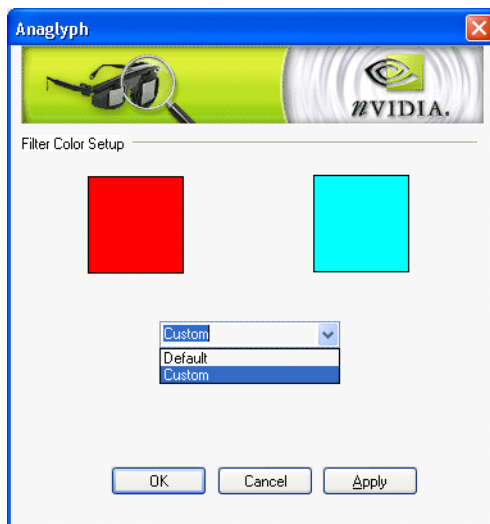 Anaglyph
nVIDIA.
Filter Color Setup
Custom
Default
Custom
OK Cancel Apply